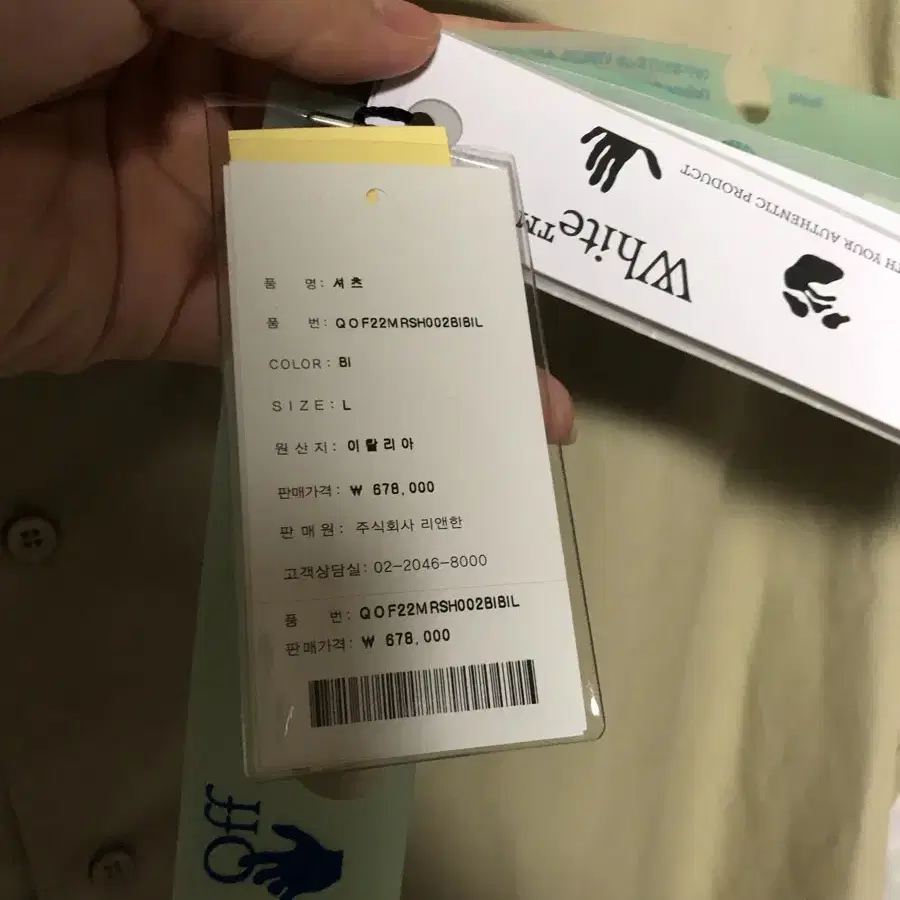 품 명: 셔츠
품 번: QOF22MRSH002BIBIL
COLOR: BI
SIZE: L
원산지: 이탈리아
판매가격: ₩ 678,000
판매원: 주식회사 리앤한
고객상담실: 02-2046-8000
품 번: QOF22MRSH002BIBIL
판매가격: ₩ 678,000
White™
TH YOUR AUTHENTIC PRODUCT
Off